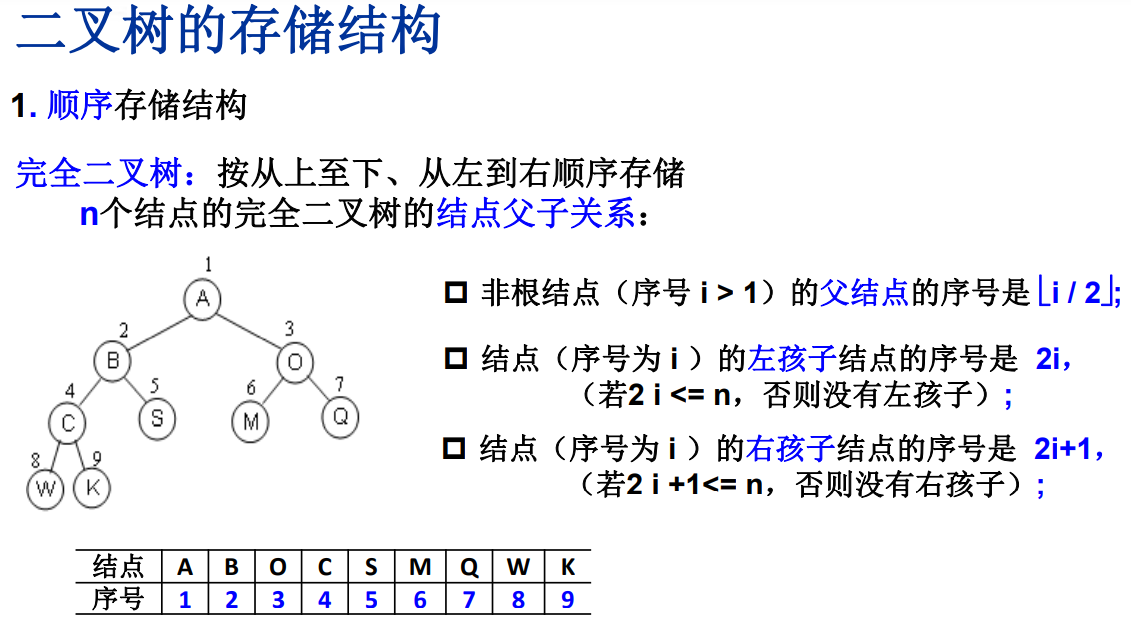 二叉树的存储结构
1. 顺序存储结构
完全二叉树：按从上至下、从左到右顺序存储
n个结点的完全二叉树的结点父子关系：
非根结点（序号 i > 1）的父结点的序号是⌊i / 2⌋;
结点（序号为 i ）的左孩子结点的序号是 2i，
（若2 i <= n，否则没有左孩子）;
结点（序号为 i ）的右孩子结点的序号是 2i+1，
（若2 i +1<= n，否则没有右孩子）;
1
A
2 3
B O
4 5 6 7
C S M Q
8 9
W K
结点 A B O C S M Q W K
序号 1 2 3 4 5 6 7 8 9